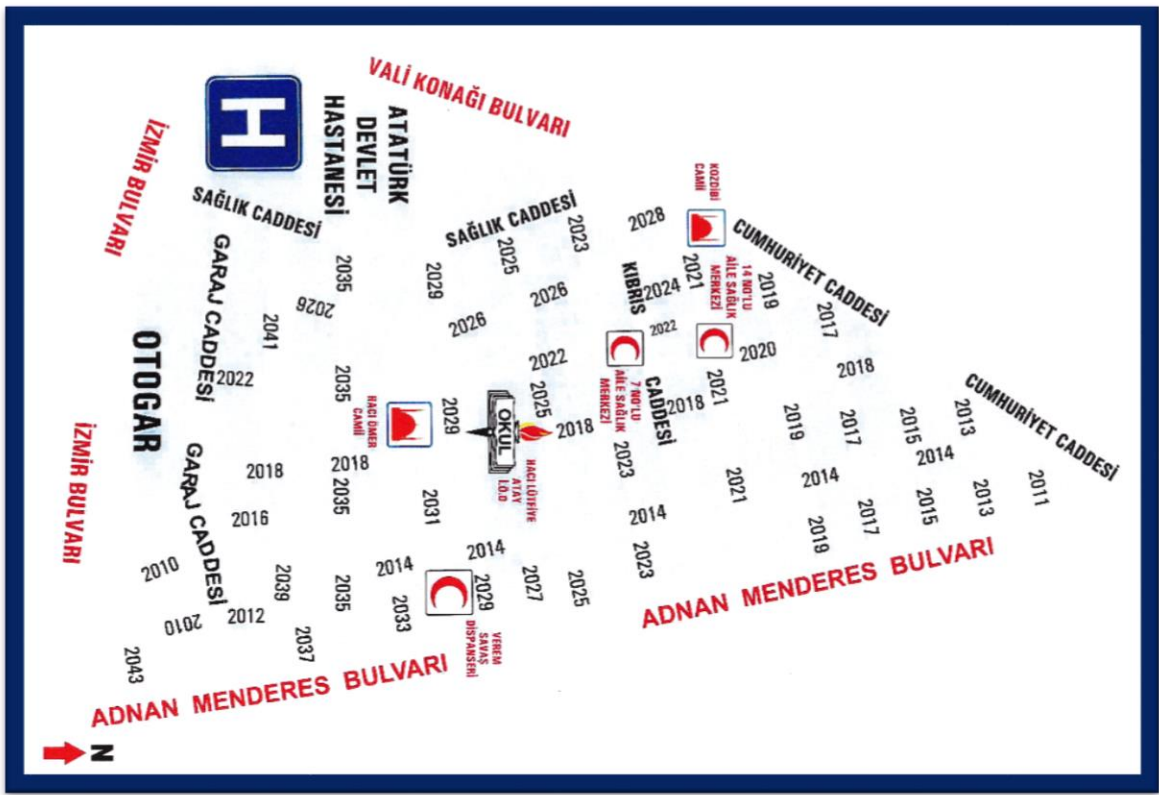 VALİ KONAĞI BULVARI
H
ATATÜRK
DEVLET
HASTANESİ
İZMİR BULVARI
SAĞLIK CADDESİ
SAĞLIK CADDESİ
KOZDİBİ
CAMİİ
CUMHURİYET CADDESİ
2023
2028
2025
2035
2029
GARAJ CADDESİ
KIBRIS
2024
2021
14 NO'LU
AİLE SAĞLIK
MERKEZİ
2019
2017
2026
2026
2026
2041
2022
2020
2018
OTOGAR
2022
2035
2022
CADDESİ
7 NO'LU
AİLE SAĞLIK
MERKEZİ
2018
2021
CUMHURİYET CADDESİ
HACI ÖMER
CAMİİ
2029
OKUL
2025
2018
HACI LÜTFİYE
ATAY
İ.Ö.O
2023
2019
2017
2015
2013
2014
İZMİR BULVARI
GARAJ CADDESİ
2018
2018
2035
2031
2021
2014
2011
2016
2014
2017
2015
2013
2019
2010
2039
2035
2014
2014
2029
2027
2025
2023
ADNAN MENDERES BULVARI
2010
2012
2033
2037
VEREM
SAVAŞ
DİSPANSERİ
2043
ADNAN MENDERES BULVARI
N